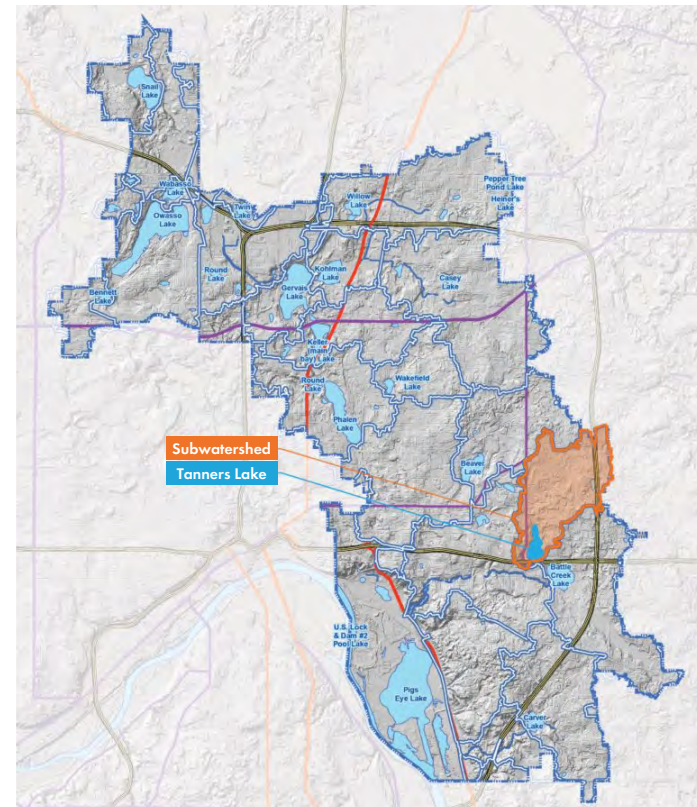 Snail
Lake
Wabasso
Lake
Owasso
Lake
Twin
Lake
Willow
Lake
Pepper Tree
Pond Lake
Heiner's
Lake
Round
Lake
Bennett
Lake
Gervais
Lake
Kohlman
Lake
Casey
Lake
Keller
(main
bay) Lake
Round
Lake
Wakefield
Lake
Phalen
Lake
Subwatershed
Tanners Lake
Beaver
Lake
Battle
Creek
Lake
U.S. Lock
& Dam #2
Pool Lake
Pigs
Eye Lake
Carver
Lake